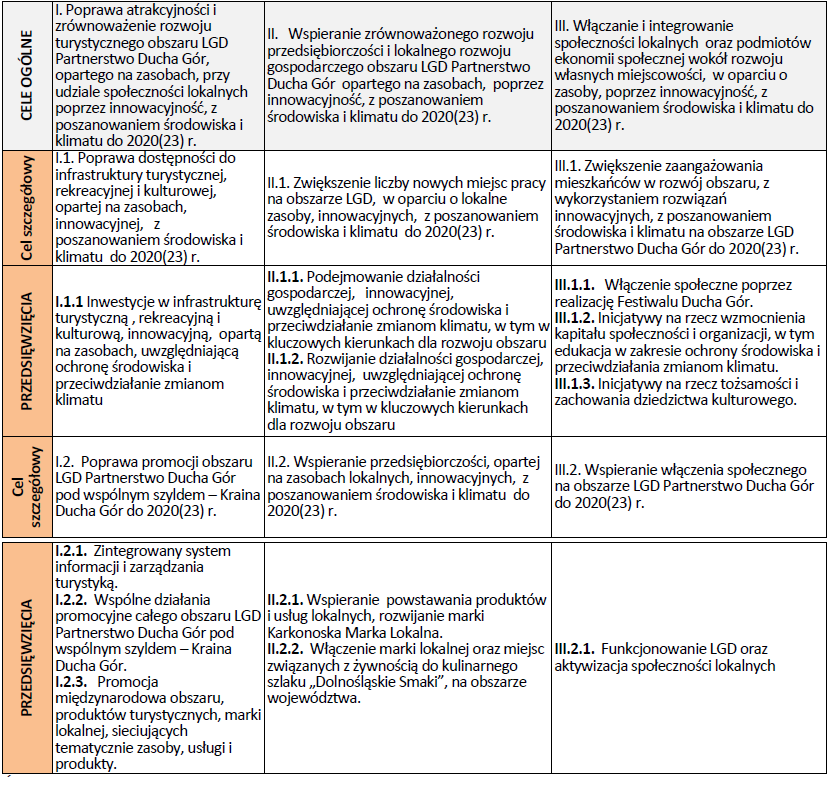 CELE OGÓLNE
I. Poprawa atrakcyjności i
zrównoważenie rozwoju
turystycznego obszaru LGD
Partnerstwo Ducha Gór,
opartego na zasobach, przy
udziale społeczności lokalnych
poprzez innowacyjność, z
poszanowaniem środowiska i
klimatu do 2020(23) r.
II. Wspieranie zrównoważonego rozwoju
przedsiębiorczości i lokalnego rozwoju
gospodarczego obszaru LGD Partnerstwo
Ducha Gór opartego na zasobach, poprzez
innowacyjność, z poszanowaniem
środowiska i klimatu do 2020(23) r.
III. Włączanie i integrowanie
społeczności lokalnych oraz podmiotów
ekonomii społecznej wokół rozwoju
własnych miejscowości, w oparciu o
zasoby, poprzez innowacyjność, z
poszanowaniem środowiska i klimatu do
2020(23) r.
Cel szczegółowy
I.1. Poprawa dostępności do
infrastruktury turystycznej,
rekreacyjnej i kulturowej,
opartej na zasobach,
innowacyjnej, z
poszanowaniem środowiska i
klimatu do 2020(23) r.
II.1. Zwiększenie liczby nowych miejsc pracy
na obszarze LGD, w oparciu o lokalne
zasoby, innowacyjnych, z poszanowaniem
środowiska i klimatu do 2020(23) r.
III.1. Zwiększenie zaangażowania
mieszkańców w rozwój obszaru, z
wykorzystaniem rozwiązań
innowacyjnych, z poszanowaniem
środowiska i klimatu na obszarze LGD
Partnerstwo Ducha Gór do 2020(23) r.
PRZEDSIĘWZIĘCIA
I.1.1 Inwestycje w infrastrukturę
turystyczną , rekreacyjną i
kulturową, innowacyjną, opartą
na zasobach, uwzględniającą
ochronę środowiska i
przeciwdziałanie zmianom
klimatu
II.1.1. Podejmowanie działalności
gospodarczej, innowacyjnej,
uwzględniającej ochronę środowiska i
przeciwdziałanie zmianom klimatu, w tym w
kluczowych kierunkach dla rozwoju obszaru
II.1.2. Rozwijanie działalności gospodarczej,
innowacyjnej, uwzględniającej ochronę
środowiska i przeciwdziałanie zmianom
klimatu, w tym w kluczowych kierunkach
dla rozwoju obszaru
III.1.1. Włączenie społeczne poprzez
realizację Festiwalu Ducha Gór.
III.1.2. Inicjatywy na rzecz wzmocnienia
kapitału społeczności i organizacji, w tym
edukacja w zakresie ochrony środowiska i
przeciwdziałania zmianom klimatu.
III.1.3. Inicjatywy na rzecz tożsamości i
zachowania dziedzictwa kulturowego.
Cel
szczegółowy
I.2. Poprawa promocji obszaru
LGD Partnerstwo Ducha Gór
pod wspólnym szyldem – Kraina
Ducha Gór do 2020(23) r.
II.2. Wspieranie przedsiębiorczości, opartej
na zasobach lokalnych, innowacyjnych, z
poszanowaniem środowiska i klimatu do
2020(23) r.
III.2. Wspieranie włączenia społecznego
na obszarze LGD Partnerstwo Ducha Gór
do 2020(23) r.
PRZEDSIĘWZIĘCIA
I.2.1. Zintegrowany system
informacji i zarządzania
turystyką.
I.2.2. Wspólne działania
promocyjne całego obszaru LGD
Partnerstwo Ducha Gór pod
wspólnym szyldem – Kraina
Ducha Gór.
I.2.3. Promocja
międzynarodowa obszaru,
produktów turystycznych, marki
lokalnej, sieciujących
tematycznie zasoby, usługi i
produkty.
II.2.1. Wspieranie powstawania produktów
i usług lokalnych, rozwijanie marki
Karkonoska Marka Lokalna.
II.2.2. Włączenie marki lokalnej oraz miejsc
związanych z żywnością do kulinarnego
szlaku „Dolnośląskie Smaki”, na obszarze
województwa.
III.2.1. Funkcjonowanie LGD oraz
aktywizacja społeczności lokalnych